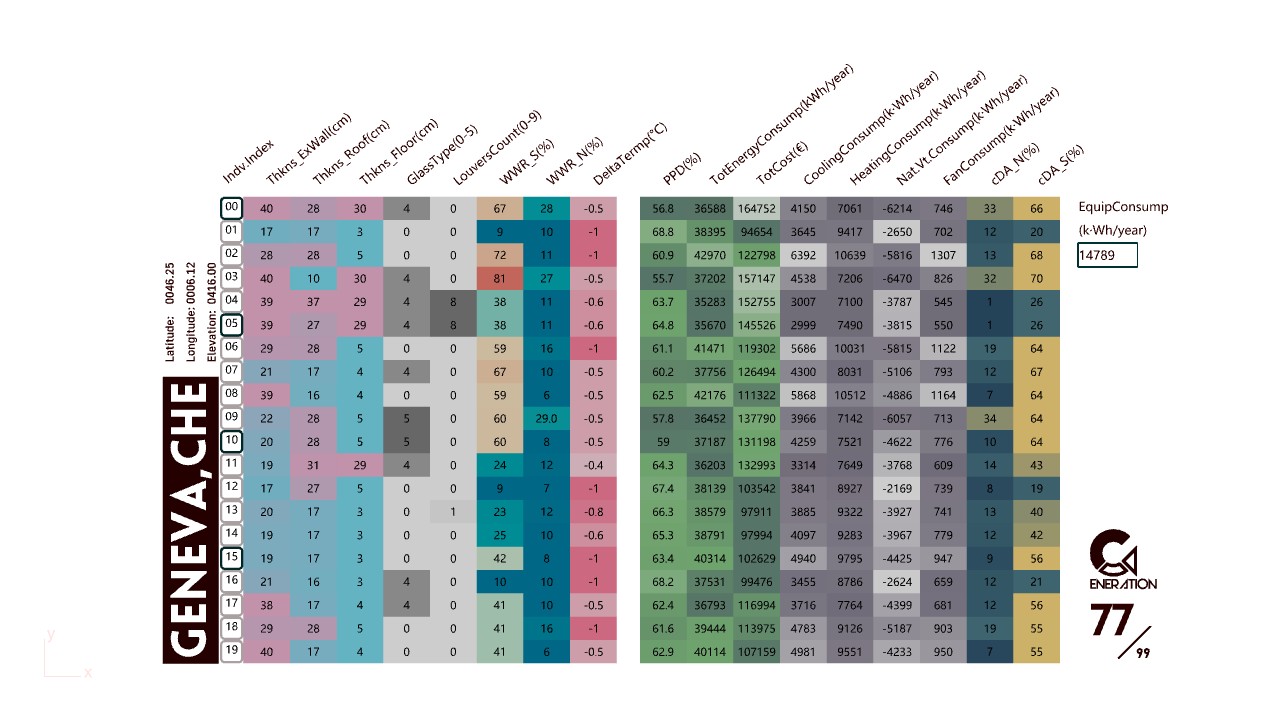 Indv.Index Thkns_ExWall(cm) Thkns_Roof(cm) Thkns_Floor(cm) GlassType(0-5) LouversCount(0-9) WWR_S(%) WWR_N(%) DeltaTermp(°C) PPD(%) TotEnergyConsump(kWh/year) TotCost(€) CoolingConsump(k·Wh/year) HeatingConsump(k·Wh/year) Nat.Vt.Consump(k·Wh/year) FanConsump(k·Wh/year) cDA_N(%) cDA_S(%)
00 40 28 30 4 0 67 28 -0.5 56.8 36588 164752 4150 7061 -6214 746 33 66
01 17 17 3 0 0 9 10 -1 68.8 38395 94654 3645 9417 -2650 702 12 20
02 28 28 5 0 0 72 11 -1 60.9 42970 122798 6392 10639 -5816 1307 13 68
03 40 10 30 4 0 81 27 -0.5 55.7 37202 157147 4538 7206 -6470 826 32 70
04 39 37 29 4 8 38 11 -0.6 63.7 35283 152755 3007 7100 -3787 545 1 26
05 39 27 29 4 8 38 11 -0.6 64.8 35670 145526 2999 7490 -3815 550 1 26
06 29 28 5 0 0 59 16 -1 61.1 41471 119302 5686 10031 -5815 1122 19 64
07 21 17 4 4 0 67 10 -0.5 60.2 37756 126494 4300 8031 -5106 793 12 67
08 39 16 4 0 0 59 6 -0.5 62.5 42176 111322 5868 10512 -4886 1164 7 64
09 22 28 5 5 0 60 29.0 -0.5 57.8 36452 137790 3966 7142 -6057 713 34 64
10 20 28 5 5 0 60 8 -0.5 59 37187 131198 4259 7521 -4622 776 10 64
11 19 31 29 4 0 24 12 -0.4 64.3 36203 132993 3314 7649 -3768 609 14 43
12 17 27 5 0 0 9 7 -1 67.4 38139 103542 3841 8927 -2169 739 8 19
13 20 17 3 0 1 23 12 -0.8 66.3 38579 97911 3885 9322 -3927 741 13 40
14 19 17 3 0 0 25 10 -0.6 65.3 38791 97994 4097 9283 -3967 779 12 42
15 19 17 3 0 0 42 8 -1 63.4 40314 102629 4940 9795 -4425 947 9 56
16 21 16 3 4 0 10 10 -1 68.2 37531 99476 3455 8786 -2624 659 12 21
17 38 17 4 4 0 41 10 -0.5 62.4 36793 116994 3716 7764 -4399 681 12 56
18 29 28 5 0 0 41 16 -1 61.6 39444 113975 4783 9126 -5187 903 19 55
19 40 17 4 0 0 41 6 -0.5 62.9 40114 107159 4981 9551 -4233 950 7 55
Latitude: 0046.25
Longitude: 0006.12
Elevation: 0416.00
GENEVA,CHE
EquipConsump
(k·Wh/year)
14789
ENERATION
77/99
y
x